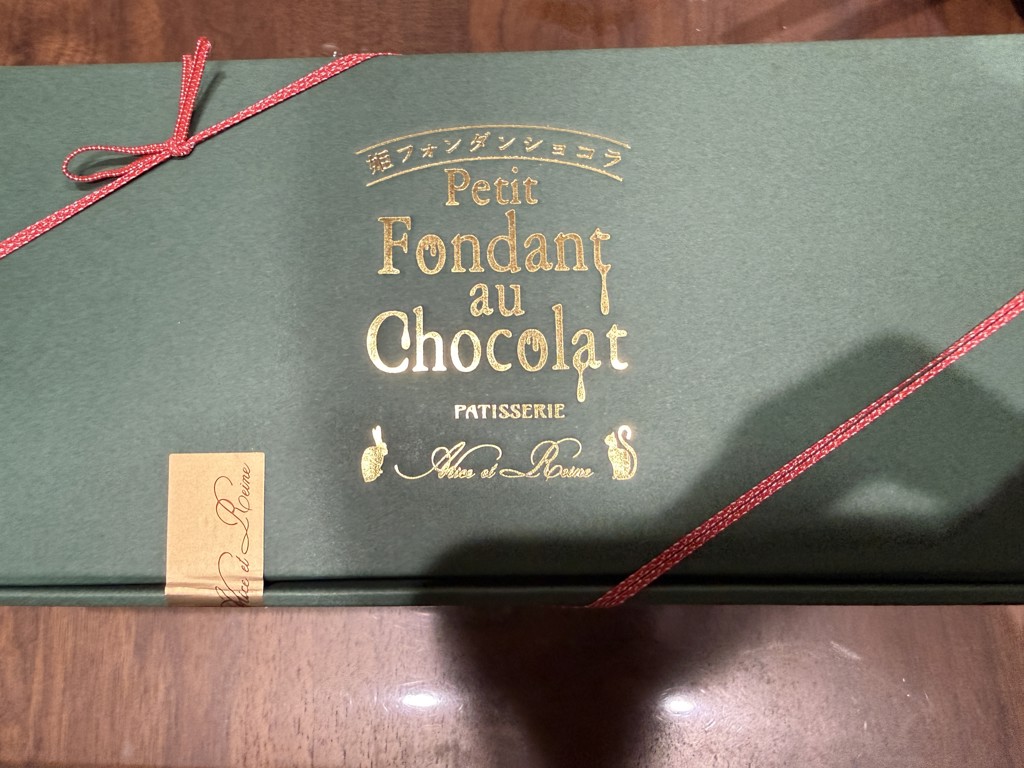 姫フォンダンショコラ
Petit
Fondant
au
Chocolat
PATISSERIE
Alice et Reine
Alice et Reine